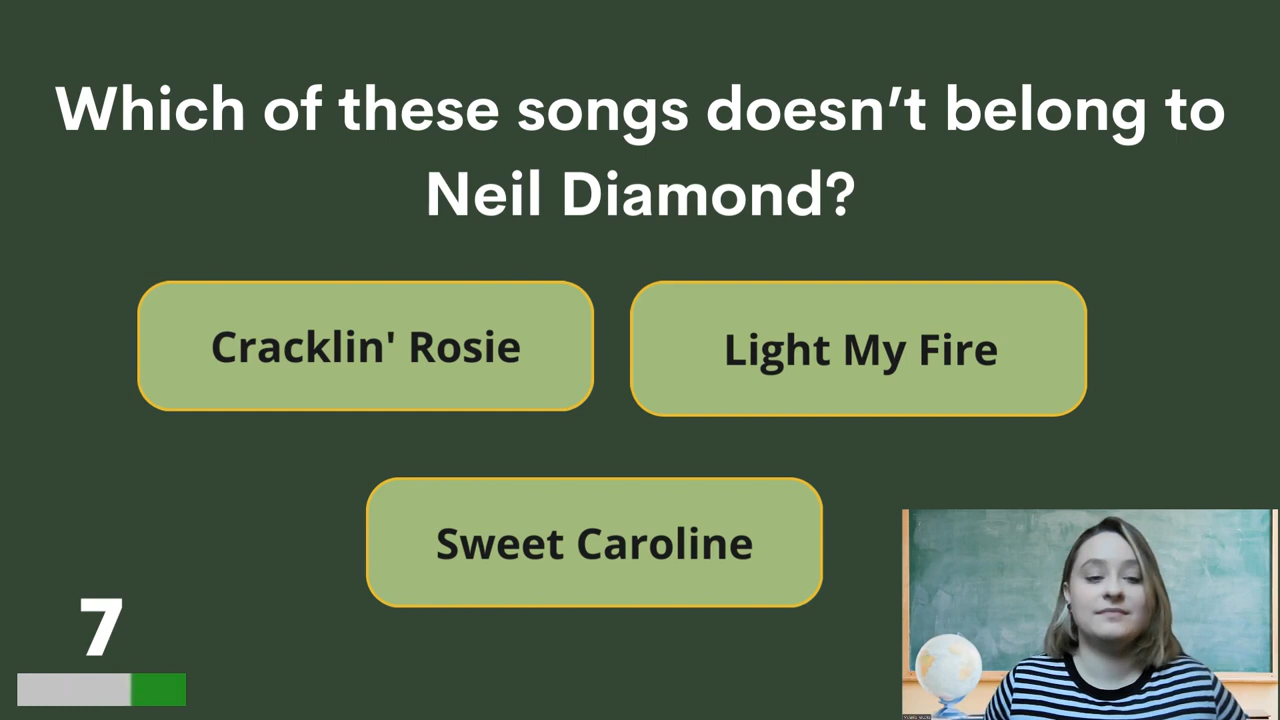 Which of these songs doesn’t belong to
Neil Diamond?
Cracklin' Rosie
Light My Fire
Sweet Caroline
7